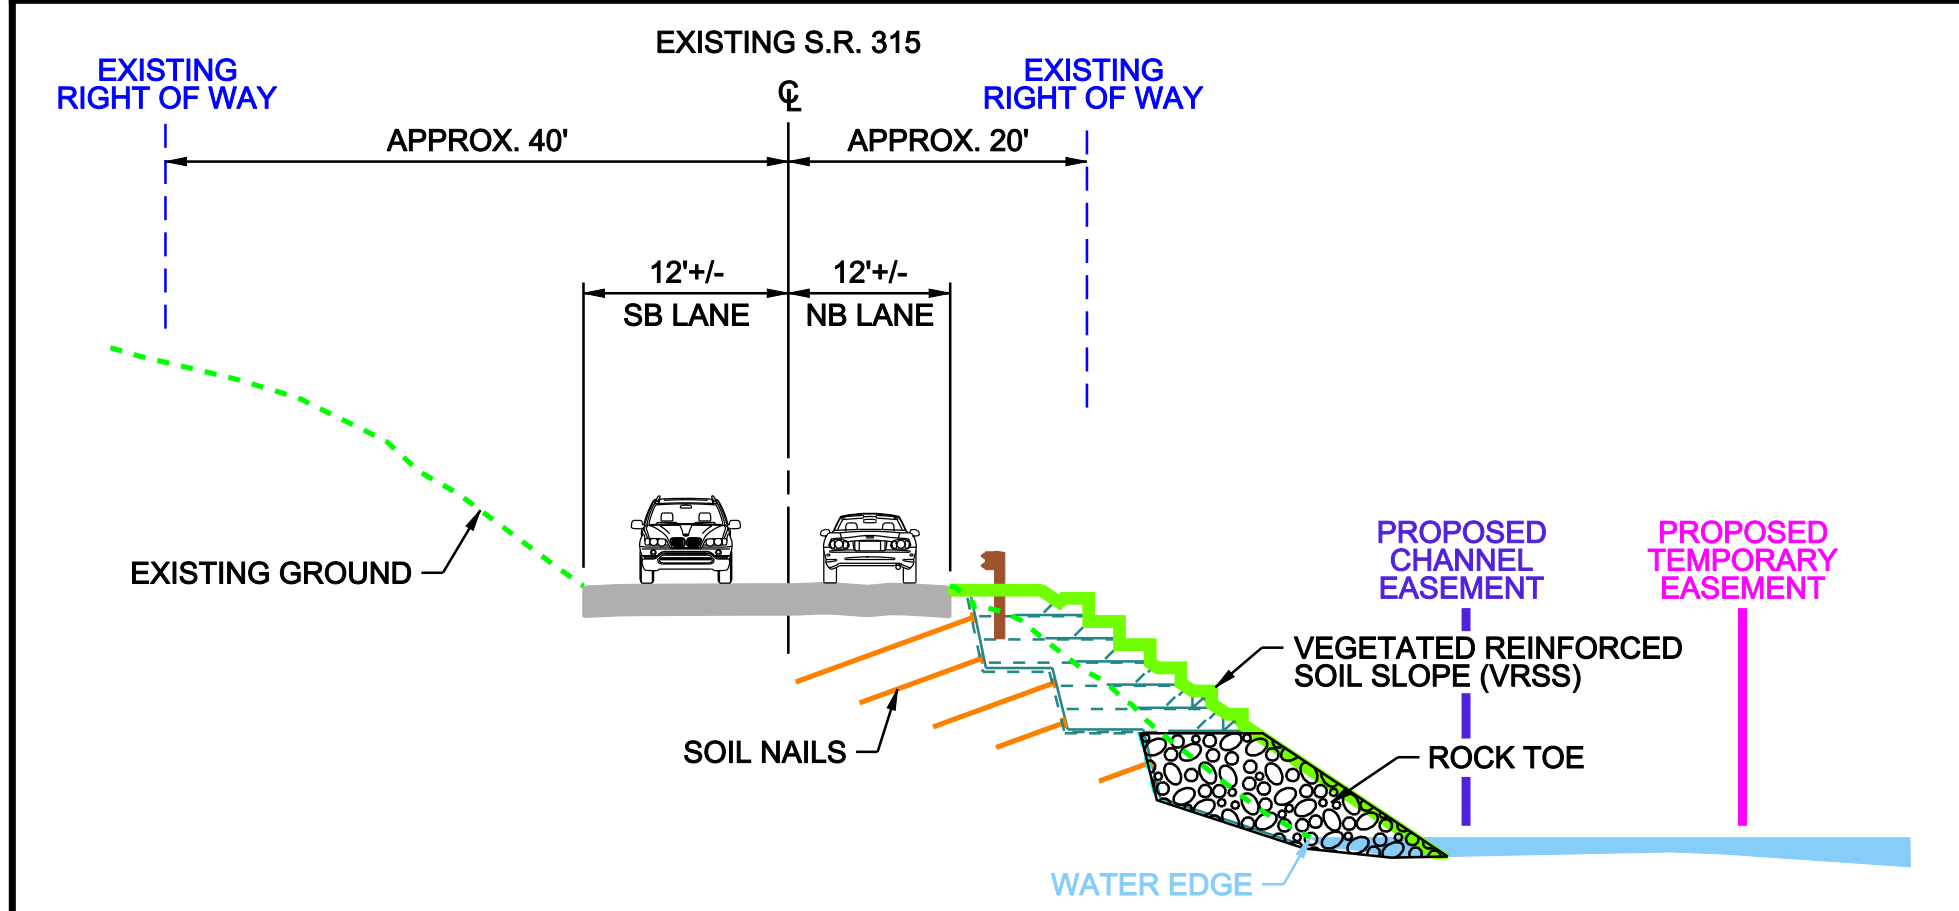 EXISTING S.R. 315
EXISTING
RIGHT OF WAY
℄
EXISTING
RIGHT OF WAY
APPROX. 40'
APPROX. 20'
12'+/-
SB LANE
12'+/-
NB LANE
EXISTING GROUND
PROPOSED
CHANNEL
EASEMENT
PROPOSED
TEMPORARY
EASEMENT
VEGETATED REINFORCED
SOIL SLOPE (VRSS)
SOIL NAILS
ROCK TOE
WATER EDGE